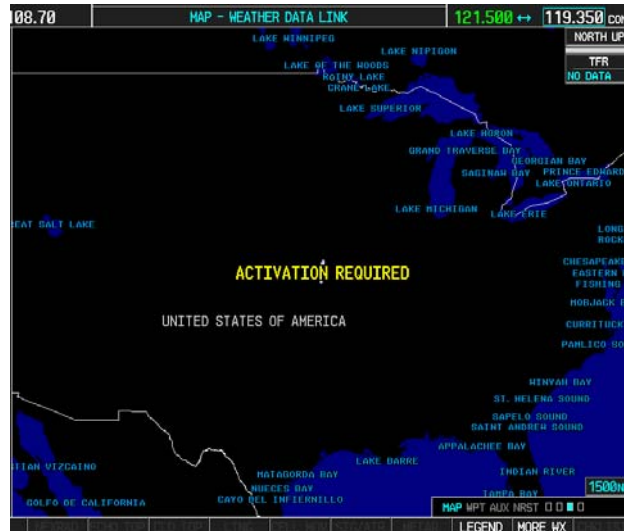 108.70 MAP - WEATHER DATA LINK 121.500 ↔ 119.350 COM
NORTH UP
TFR
NO DATA
LAKE WINNIPEG
LAKE NIPIGON
LAKE OF THE WOODS
RAINY LAKE
CRANE LAKE
LAKE SUPERIOR
LAKE HURON
GRAND TRAVERSE BAY
GEORGIAN BAY
SAGINAW BAY PRINCE EDWARD
LAKE ONTARIO
LAKE MICHIGAN LAKE ERIE
EAT SALT LAKE
LONG
ROCK
CHESAPEAKE
EASTERN
FISHING
ACTIVATION REQUIRED
MOBJACK B
UNITED STATES OF AMERICA
CURRITUCK
PAMLICO SO
WINYAH BAY
ST. HELENA SOUND
SAPELO SOUND
SAINT ANDREW SOUND
APPALACHEE BAY
LAKE BARRE
TIAN VIZCAINO
INDIAN RIVER
MATAGORDA BAY
NUECES BAY
TAMPA BAY
1500N
GOLFO DE CALIFORNIA
CAYO DEL INFIERNILLO
MAP WPT AUX NRST
LEGEND MORE WX